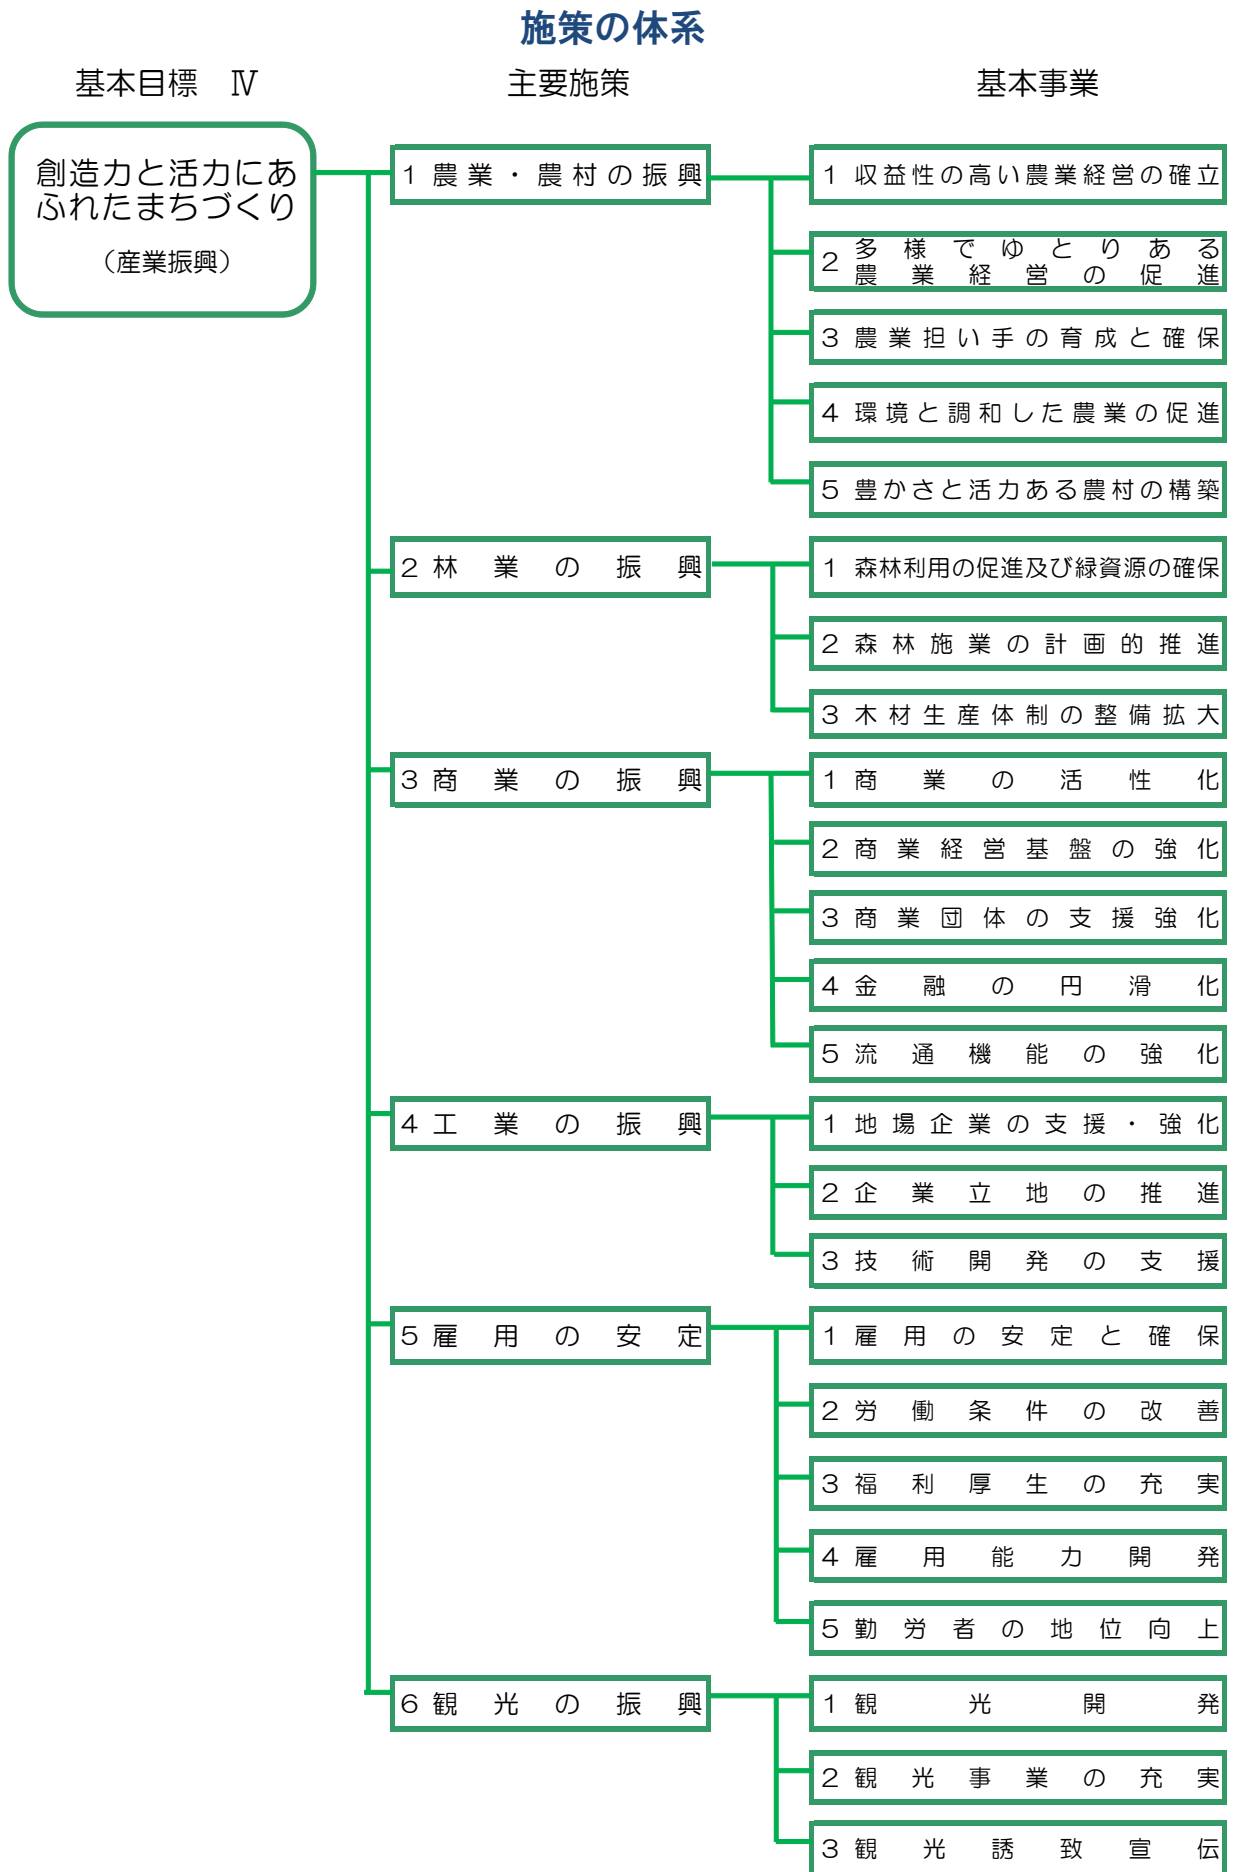 施策の体系
基本目標　Ⅳ
主要施策
基本事業
創造力と活力にあ
ふれたまちづくり
（産業振興）
1 農業・農村の振興
1 収益性の高い農業経営の確立
2 多様でゆとりある
農業経営の促進
3 農業担い手の育成と確保
4 環境と調和した農業の促進
5 豊かさと活力ある農村の構築
2 林業の振興
1 森林利用の促進及び緑資源の確保
2 森林施業の計画的推進
3 木材生産体制の整備拡大
3 商業の振興
1 商業の活性化
2 商業経営基盤の強化
3 商業団体の支援強化
4 金融の円滑化
5 流通機能の強化
4 工業の振興
1 地場企業の支援・強化
2 企業立地の推進
3 技術開発の支援
5 雇用の安定
1 雇用の安定と確保
2 労働条件の改善
3 福利厚生の充実
4 雇用能力開発
5 勤労者の地位向上
6 観光の振興
1 観光開発
2 観光事業の充実
3 観光誘致宣伝